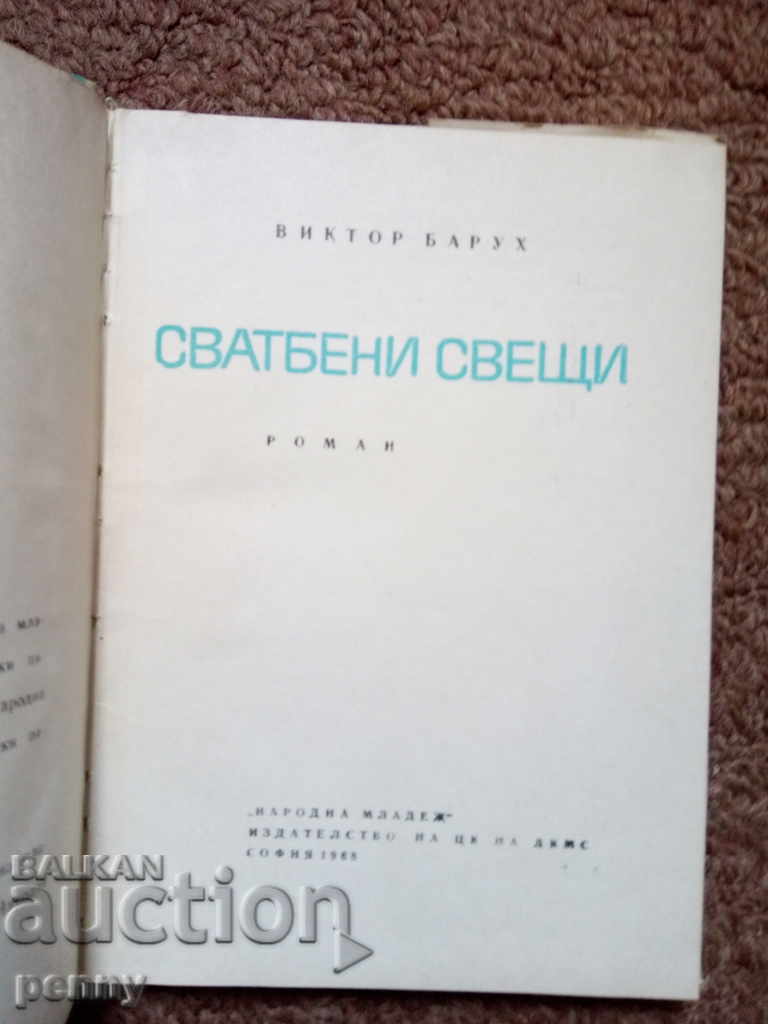 ВИКТОР БАРУХ
СВАТБЕНИ СВЕЩИ
РОМАН
„НАРОДНА МЛАДЕЖ“
ИЗДАТЕЛСТВО НА ЦК НА ДКМС
СОФИЯ 1968
BALKAN
auction
penny